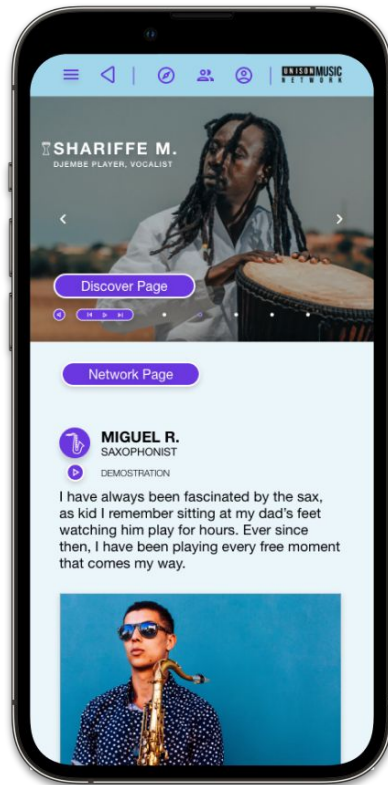 UNISON MUSIC
NETWORK
SHARIFFE M.
DJEMBE PLAYER, VOCALIST
Discover Page
Network Page
MIGUEL R.
SAXOPHONIST
DEMOSTRATION
I have always been fascinated by the sax,
as kid I remember sitting at my dad's feet
watching him play for hours. Ever since
then, I have been playing every free moment
that comes my way.